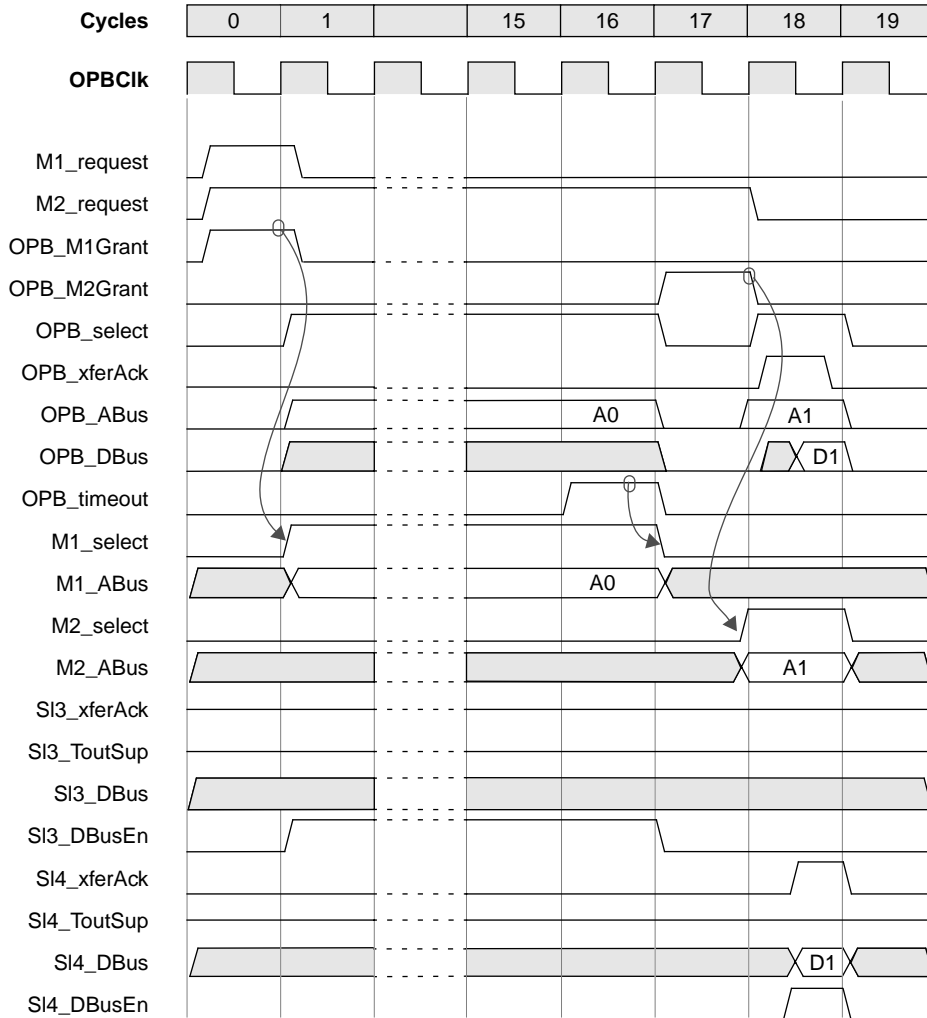 Cycles 0 1 15 16 17 18 19
OPBClk
M1_request
M2_request
OPB_M1Grant
OPB_M2Grant
OPB_select
OPB_xferAck
OPB_ABus A0 A1
OPB_DBus D1
OPB_timeout
M1_select
M1_ABus A0
M2_select
M2_ABus A1
Sl3_xferAck
Sl3_ToutSup
Sl3_DBus
Sl3_DBusEn
Sl4_xferAck
Sl4_ToutSup
Sl4_DBus D1
Sl4_DBusEn